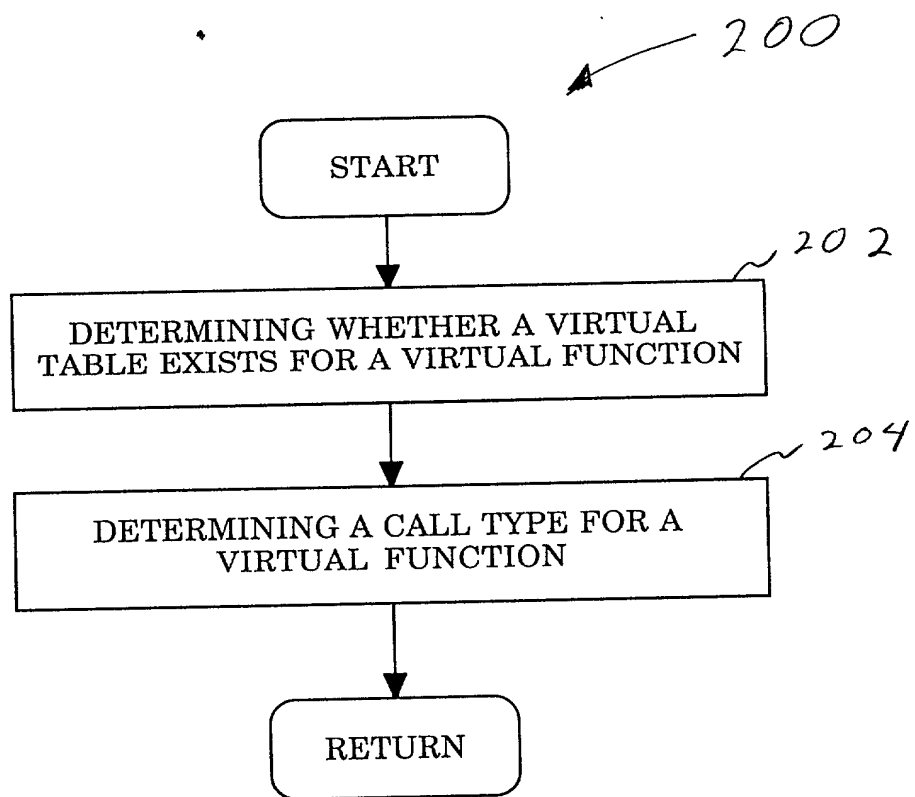 200
START
202
DETERMINING WHETHER A VIRTUAL
TABLE EXISTS FOR A VIRTUAL FUNCTION
204
DETERMINING A CALL TYPE FOR A
VIRTUAL FUNCTION
RETURN